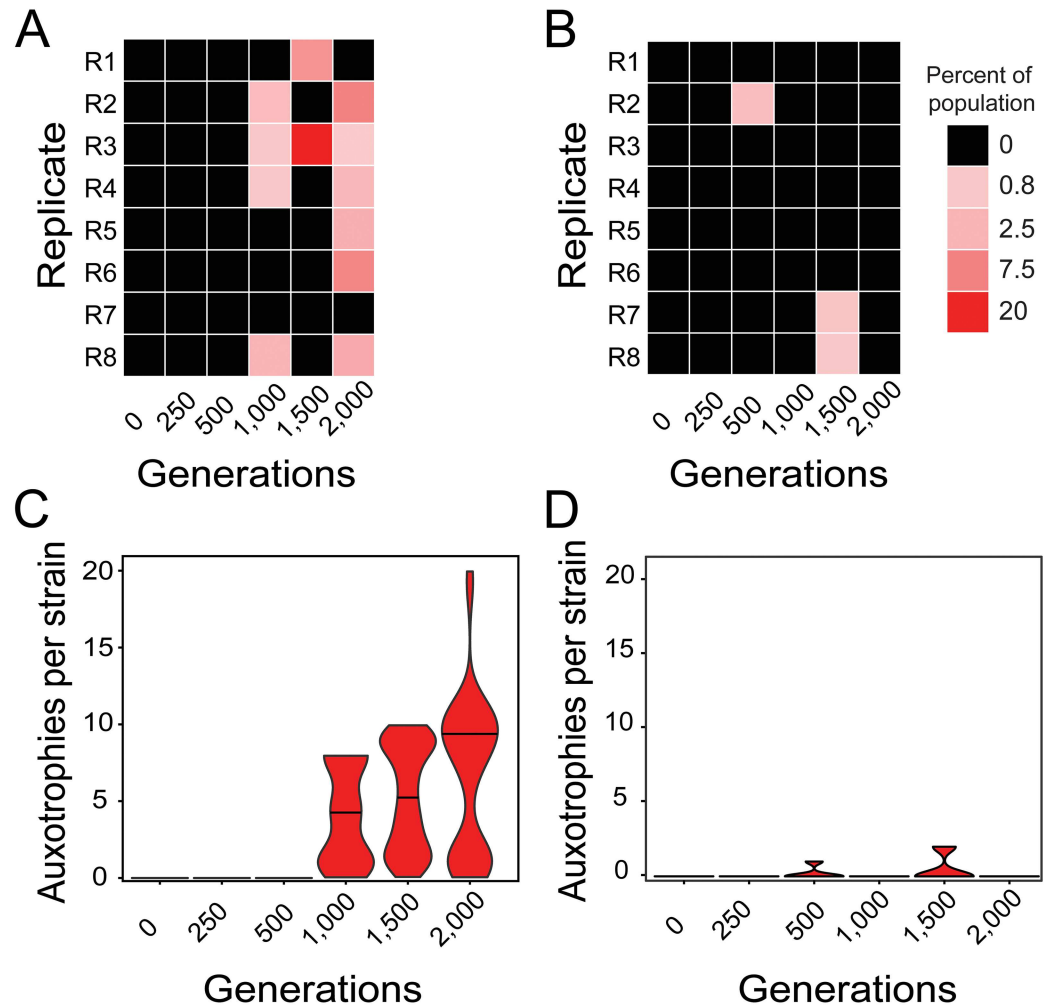 A
Replicate
R1
R2
R3
R4
R5
R6
R7
R8
0
250
500
1,000
1,500
2,000
Generations
B
Replicate
R1
R2
R3
R4
R5
R6
R7
R8
0
250
500
1,000
1,500
2,000
Generations
Percent of
population
0
0.8
2.5
7.5
20
C
Auxotrophies per strain
20
15
10
5
0
0
250
500
1,000
1,500
2,000
Generations
D
Auxotrophies per strain
20
15
10
5
0
0
250
500
1,000
1,500
2,000
Generations